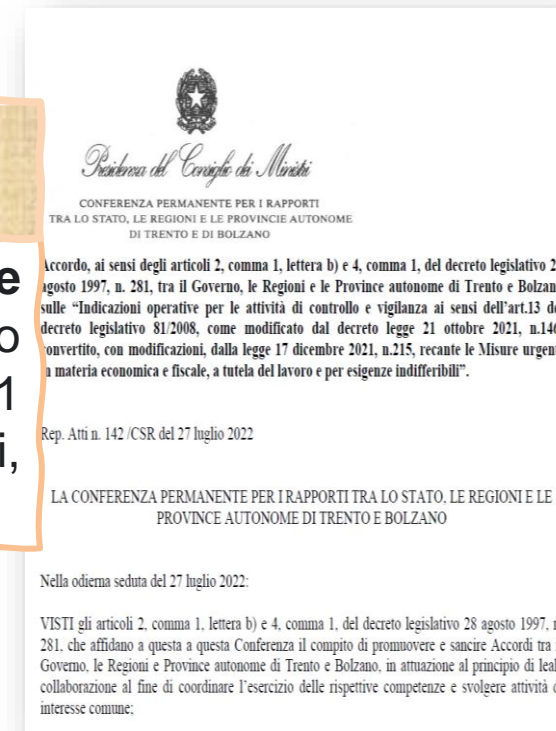 e
o
1
i,
Presidenza del Consiglio dei Ministri
CONFERENZA PERMANENTE PER I RAPPORTI
TRA LO STATO, LE REGIONI E LE PROVINCIE AUTONOME
DI TRENTO E DI BOLZANO
Accordo, ai sensi degli articoli 2, comma 1, lettera b) e 4, comma 1, del decreto legislativo 2
agosto 1997, n. 281, tra il Governo, le Regioni e le Province autonome di Trento e Bolzan
sulle “Indicazioni operative per le attività di controllo e vigilanza ai sensi dell’art.13 de
decreto legislativo 81/2008, come modificato dal decreto legge 21 ottobre 2021, n.146
convertito, con modificazioni, dalla legge 17 dicembre 2021, n.215, recante le Misure urgent
n materia economica e fiscale, a tutela del lavoro e per esigenze indifferibili”.
Rep. Atti n. 142 /CSR del 27 luglio 2022
LA CONFERENZA PERMANENTE PER I RAPPORTI TRA LO STATO, LE REGIONI E LE
PROVINCE AUTONOME DI TRENTO E BOLZANO
Nella odierna seduta del 27 luglio 2022:
VISTI gli articoli 2, comma 1, lettera b) e 4, comma 1, del decreto legislativo 28 agosto 1997, n
281, che affidano a questa a questa Conferenza il compito di promuovere e sancire Accordi tra i
Governo, le Regioni e Province autonome di Trento e Bolzano, in attuazione al principio di leal
collaborazione al fine di coordinare l’esercizio delle rispettive competenze e svolgere attività d
interesse comune;